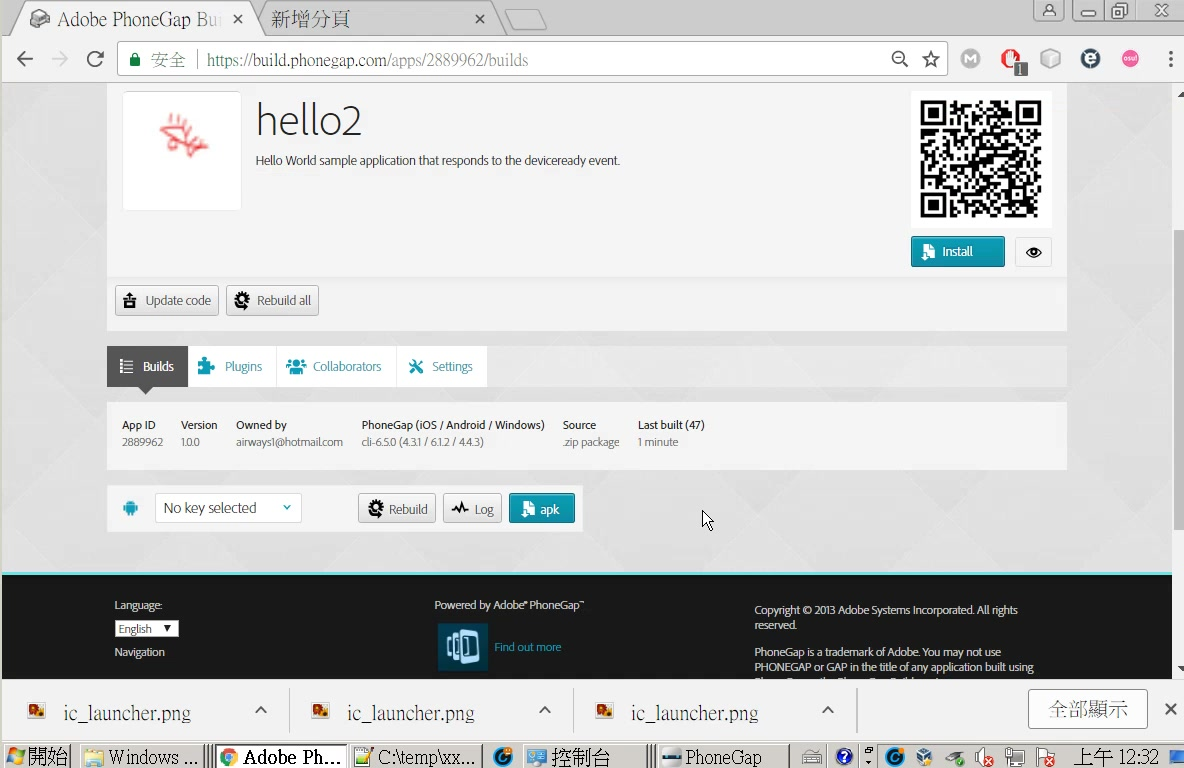 Adobe PhoneGap Bui
新增分頁
安全 https://build.phonegap.com/apps/2889962/builds
1
osu!
hello2
Hello World sample application that responds to the deviceready event.
Install
Update code
Rebuild all
Builds
Plugins
Collaborators
Settings
App ID Version Owned by PhoneGap (iOS / Android / Windows) Source Last built (47)
2889962 1.0.0 airways1@hotmail.com cli-6.5.0 (4.3.1 / 6.1.2 / 4.4.3) .zip package 1 minute
No key selected
Rebuild
Log
apk
Language:
English
Navigation
Powered by Adobe® PhoneGap™
Find out more
Copyright © 2013 Adobe Systems Incorporated. All rights
reserved.
PhoneGap is a trademark of Adobe. You may not use
PHONEGAP or GAP in the title of any application built using
ic_launcher.png
ic_launcher.png
ic_launcher.png
全部顯示
開始
Windows ...
Adobe Ph...
C:\temp\xx...
控制台
PhoneGap
上午 12:32